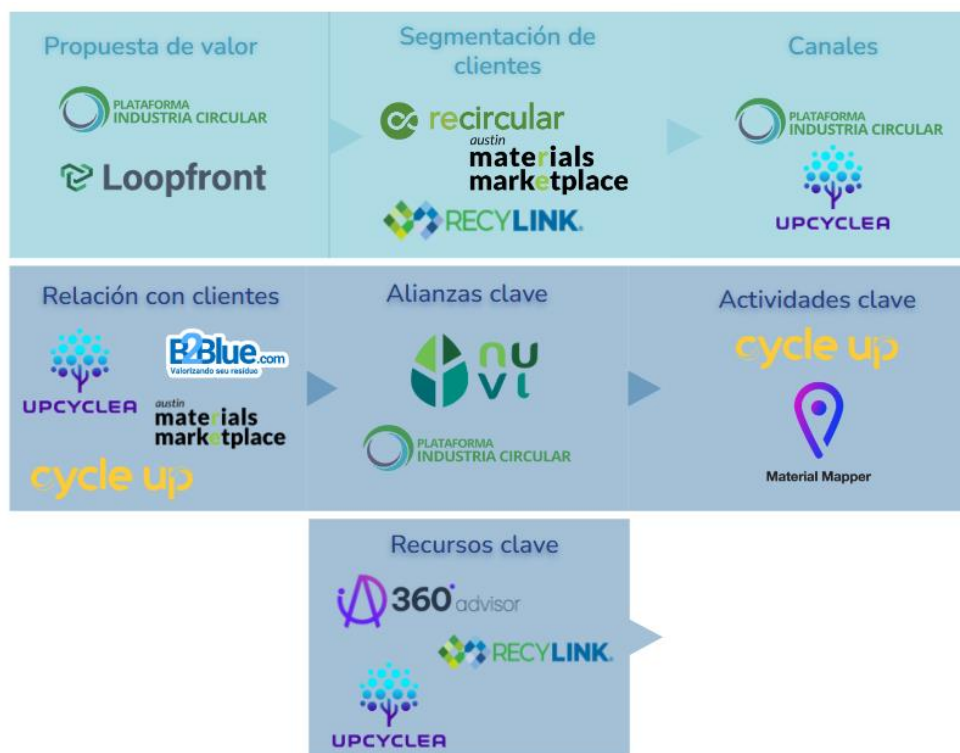 Propuesta de valor
PLATAFORMA
INDUSTRIA CIRCULAR
Loopfront
Segmentación de
clientes
recircular
austin
materials
marketplace
RECYLINK®
Canales
PLATAFORMA
INDUSTRIA CIRCULAR
UPCYCLEA
Relación con clientes
UPCYCLEA
B2Blue.com
Valorizando seu resíduo
austin
materials
marketplace
cycle up
Alianzas clave
nuvi
PLATAFORMA
INDUSTRIA CIRCULAR
Actividades clave
cycle up
Material Mapper
Recursos clave
360° advisor
RECYLINK®
UPCYCLEA